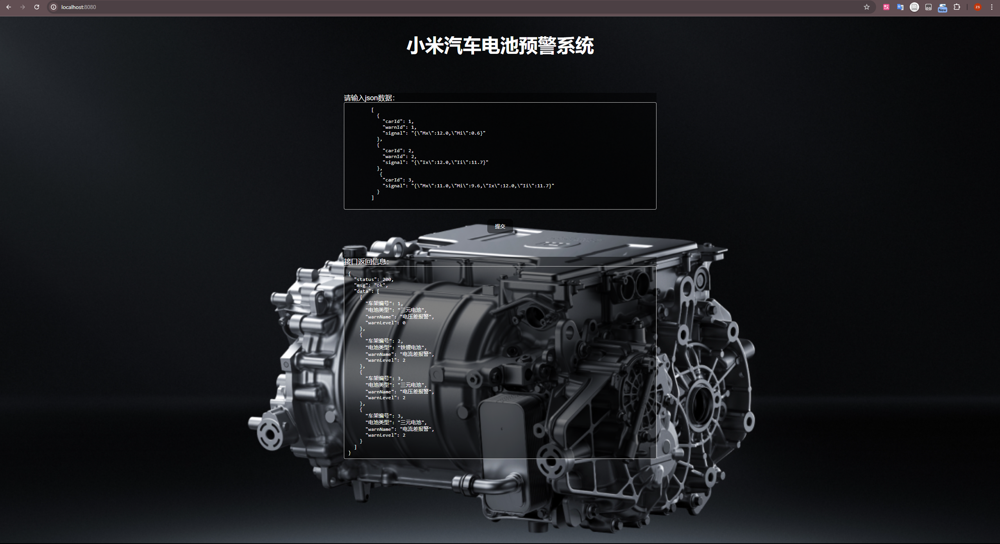 localhost:8080
New
ZS
小米汽车电池预警系统
请输入json数据：
[
  {
    "carId": 1,
    "warnId": 1,
    "signal": "{\"Mx\":12.0,\"Mi\":0.6}"
  },
  {
    "carId": 2,
    "warnId": 2,
    "signal": "{\"Ix\":12.0,\"Ii\":11.7}"
  },
   {
    "carId": 3,
    "signal": "{\"Mx\":11.0,\"Mi\":9.6,\"Ix\":12.0,\"Ii\":11.7}"
  }
]
提交
接口返回信息：
{
  "status": 200,
  "msg": "ok",
  "data": [
    {
      "车架编号": 1,
      "电池类型": "三元电池",
      "warnName": "电压差报警",
      "warnLevel": 0
    },
    {
      "车架编号": 2,
      "电池类型": "铁锂电池",
      "warnName": "电流差报警",
      "warnLevel": 2
    },
    {
      "车架编号": 3,
      "电池类型": "三元电池",
      "warnName": "电压差报警",
      "warnLevel": 2
    },
    {
      "车架编号": 3,
      "电池类型": "三元电池",
      "warnName": "电流差报警",
      "warnLevel": 2
    }
  ]
}